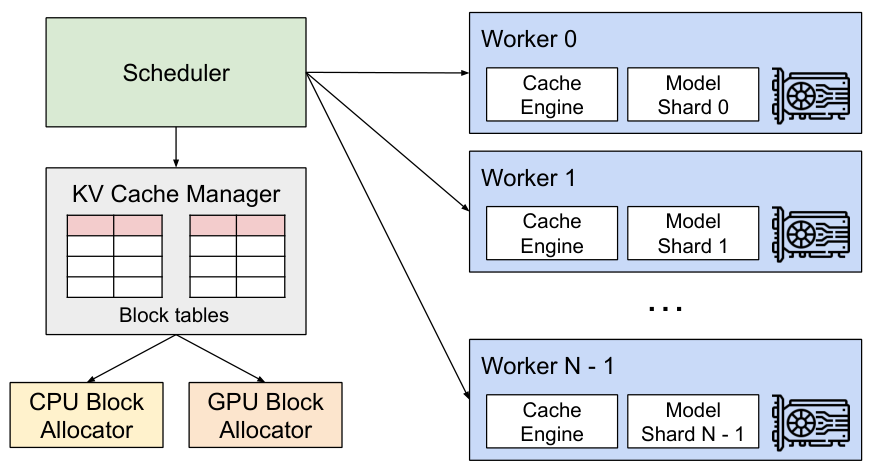 Scheduler
KV Cache Manager
Block tables
CPU Block
Allocator
GPU Block
Allocator
Worker 0
Cache
Engine
Model
Shard 0
Worker 1
Cache
Engine
Model
Shard 1
...
Worker N - 1
Cache
Engine
Model
Shard N - 1